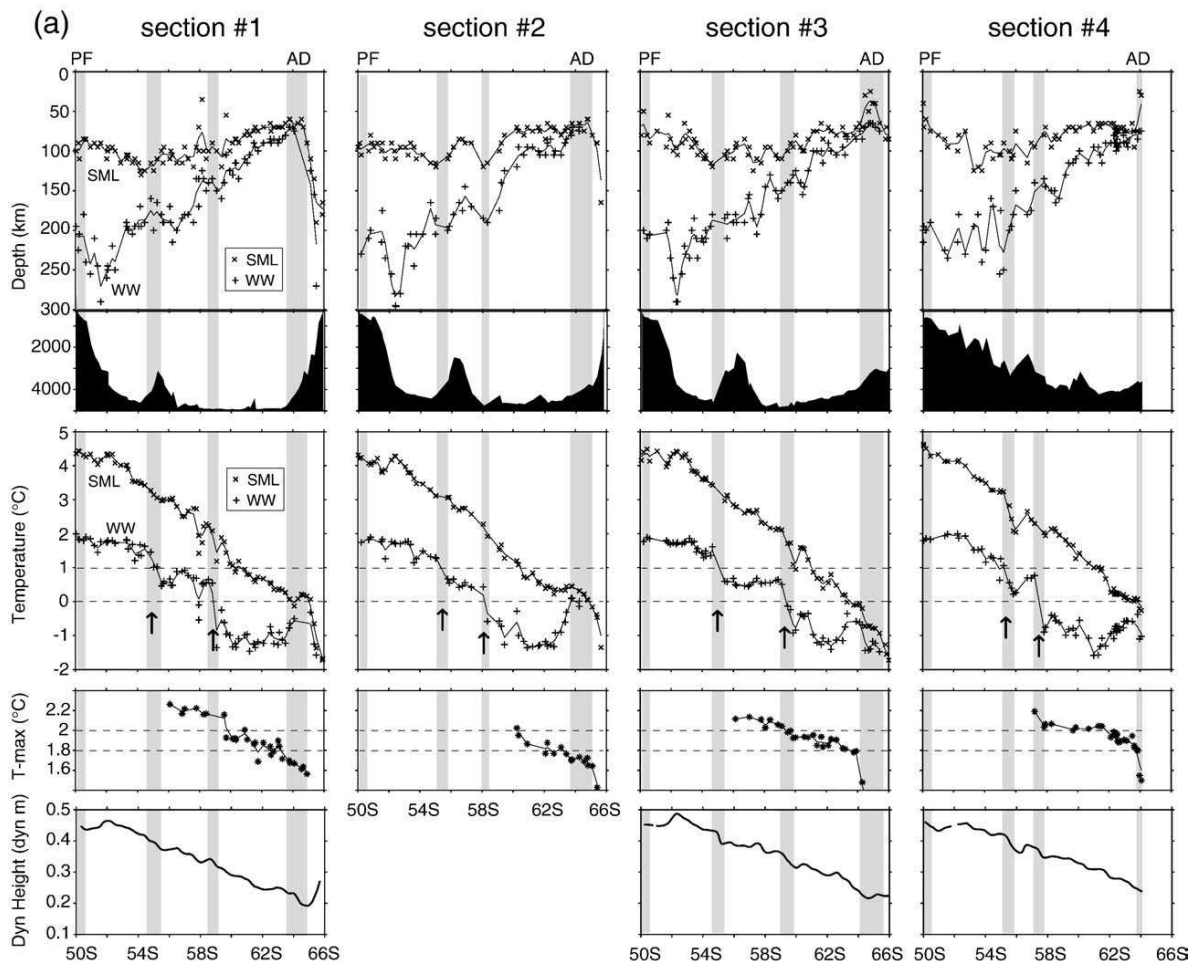 (a)
section #1 section #2 section #3 section #4
PF AD PF AD PF AD PF AD
0
50
100
150
200
250
300
Depth (km)
SML
WW
× SML
+ WW
2000
4000
5
4
3
2
1
0
-1
-2
Temperature (°C)
SML
WW
× SML
+ WW
2.2
2.0
1.8
1.6
T-max (°C)
50S 54S 58S 62S 66S
0.5
0.4
0.3
0.2
0.1
Dyn Height (dyn m)
50S 54S 58S 62S 66S 50S 54S 58S 62S 66S 50S 54S 58S 62S 66S